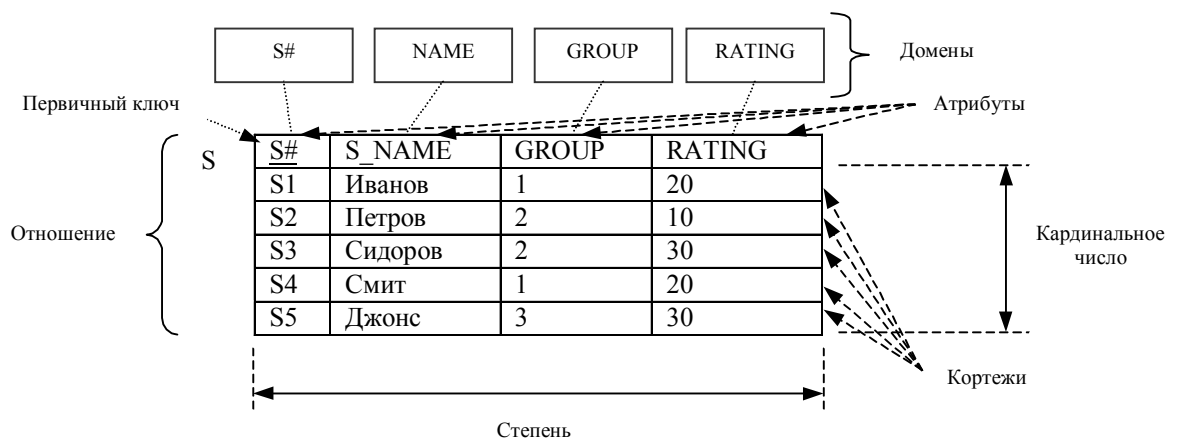 S# NAME GROUP RATING Домены
Первичный ключ Атрибуты
S
S# S_NAME GROUP RATING
S1 Иванов 1 20
S2 Петров 2 10
S3 Сидоров 2 30
S4 Смит 1 20
S5 Джонс 3 30
Отношение
Кардинальное
число
Кортежи
Степень